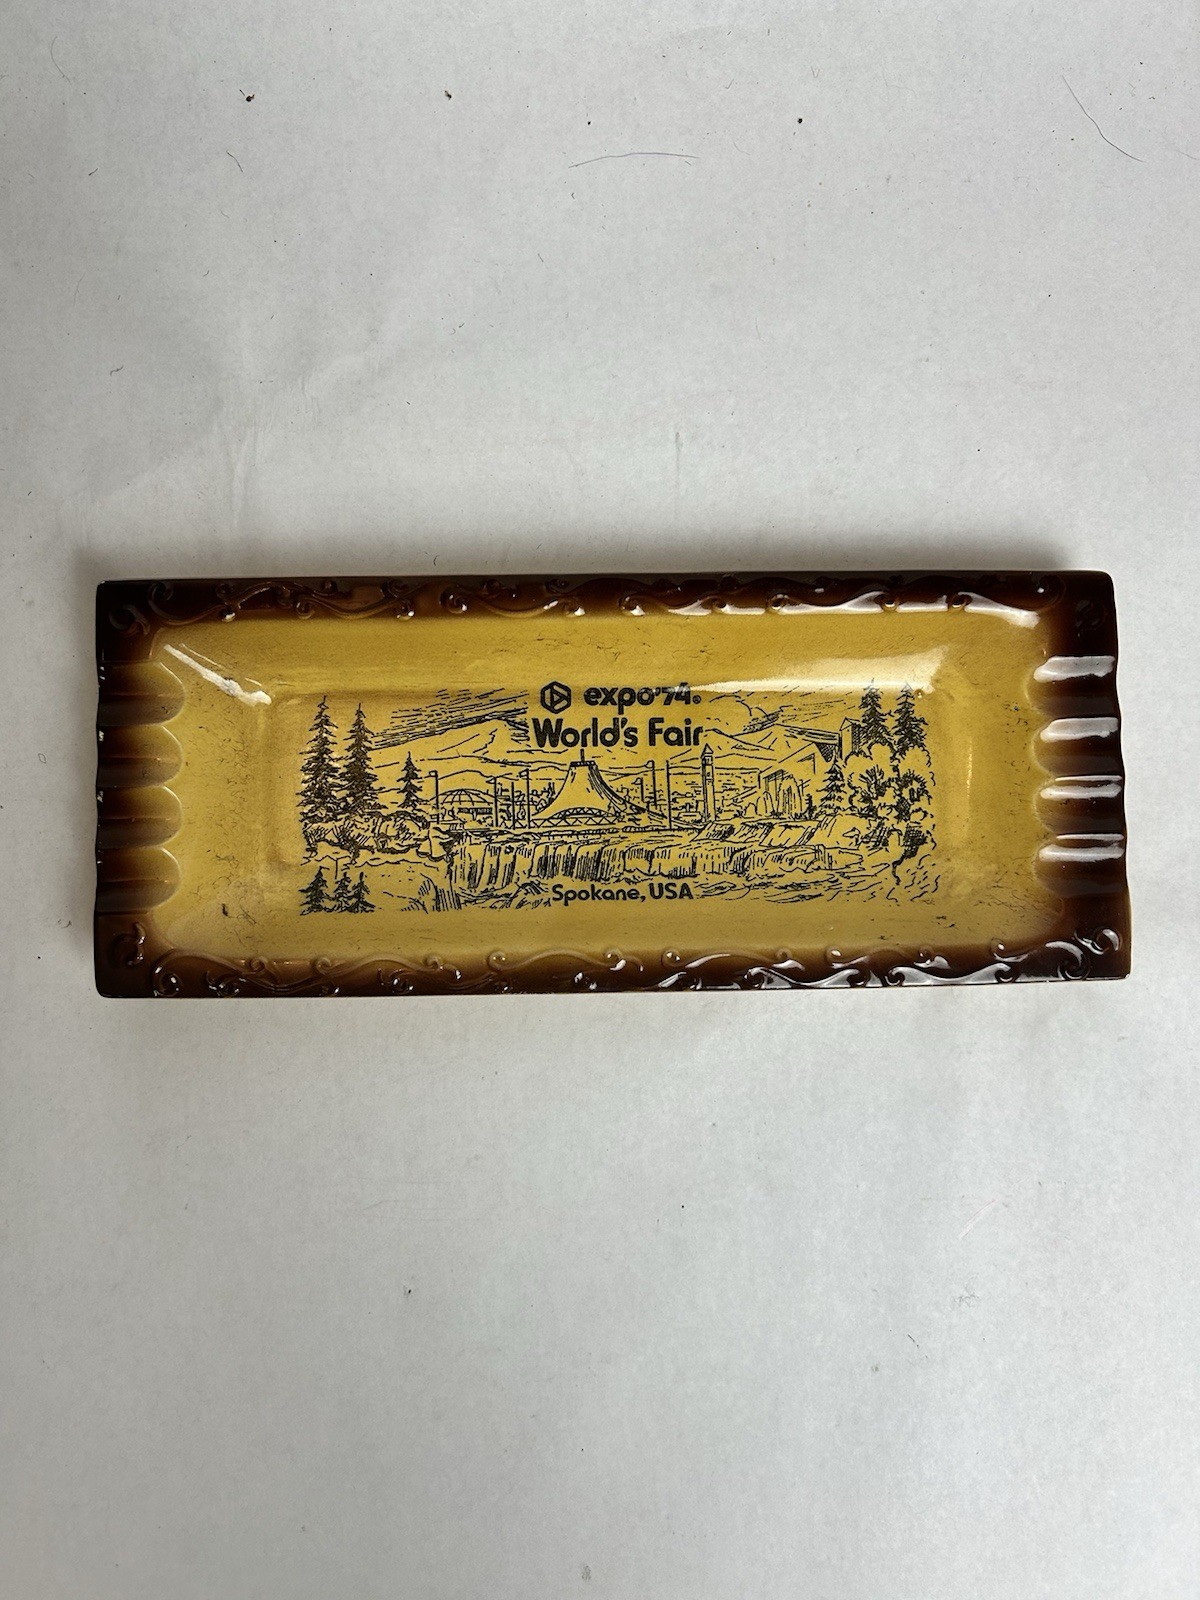 expo'74®
World's Fair
Spokane, USA